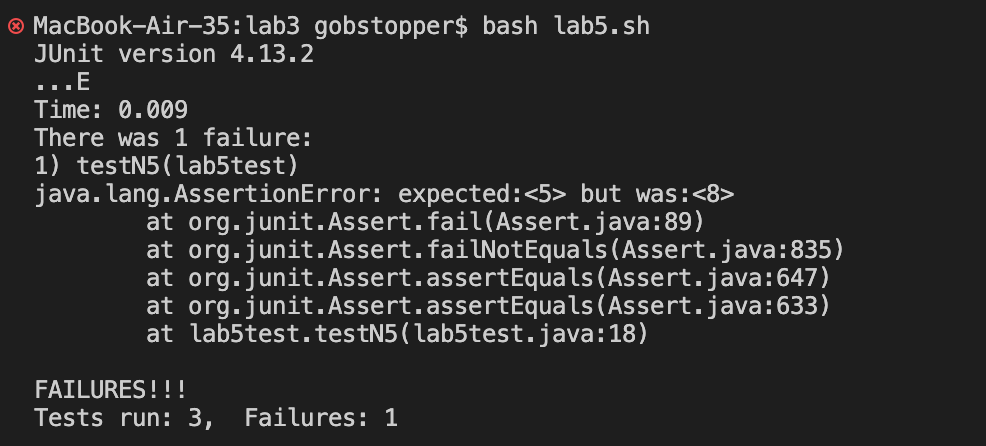 MacBook-Air-35:lab3 gobstopper$ bash lab5.sh
JUnit version 4.13.2
...E
Time: 0.009
There was 1 failure:
1) testN5(lab5test)
java.lang.AssertionError: expected:<5> but was:<8>
        at org.junit.Assert.fail(Assert.java:89)
        at org.junit.Assert.failNotEquals(Assert.java:835)
        at org.junit.Assert.assertEquals(Assert.java:647)
        at org.junit.Assert.assertEquals(Assert.java:633)
        at lab5test.testN5(lab5test.java:18)

FAILURES!!!
Tests run: 3,  Failures: 1